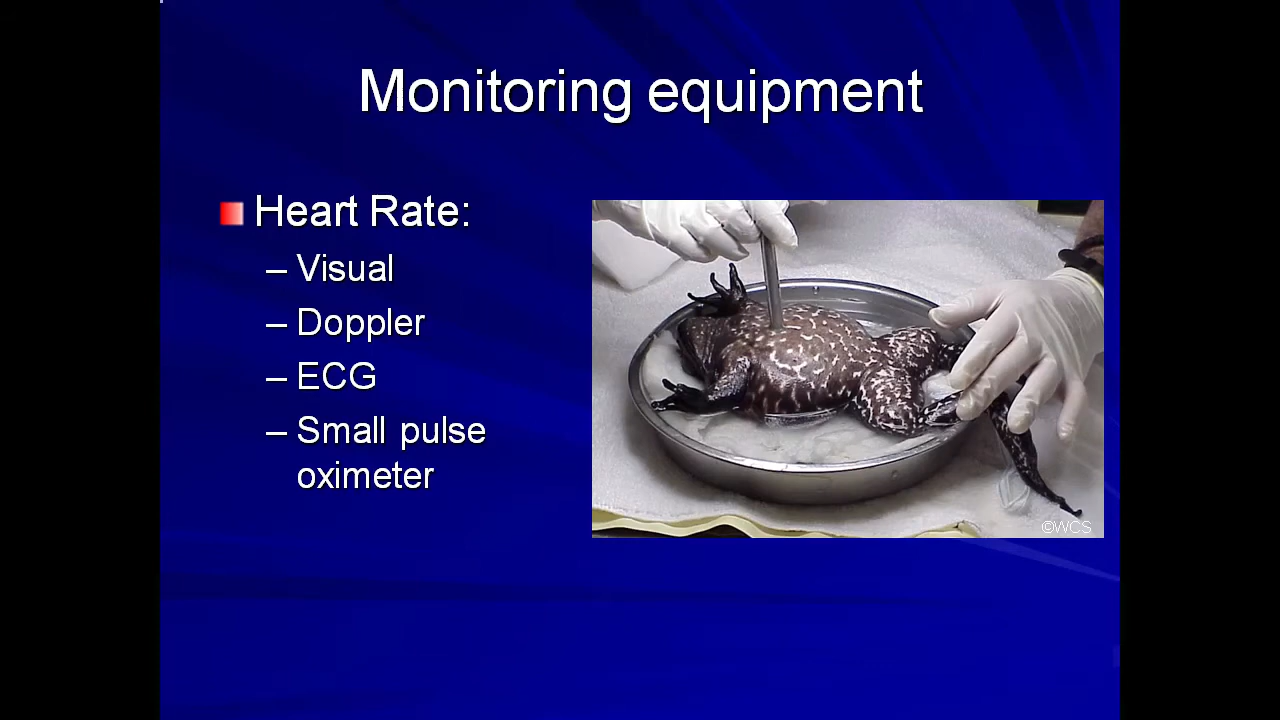 Monitoring equipment
Heart Rate:
– Visual
– Doppler
– ECG
– Small pulse
oximeter
©WCS